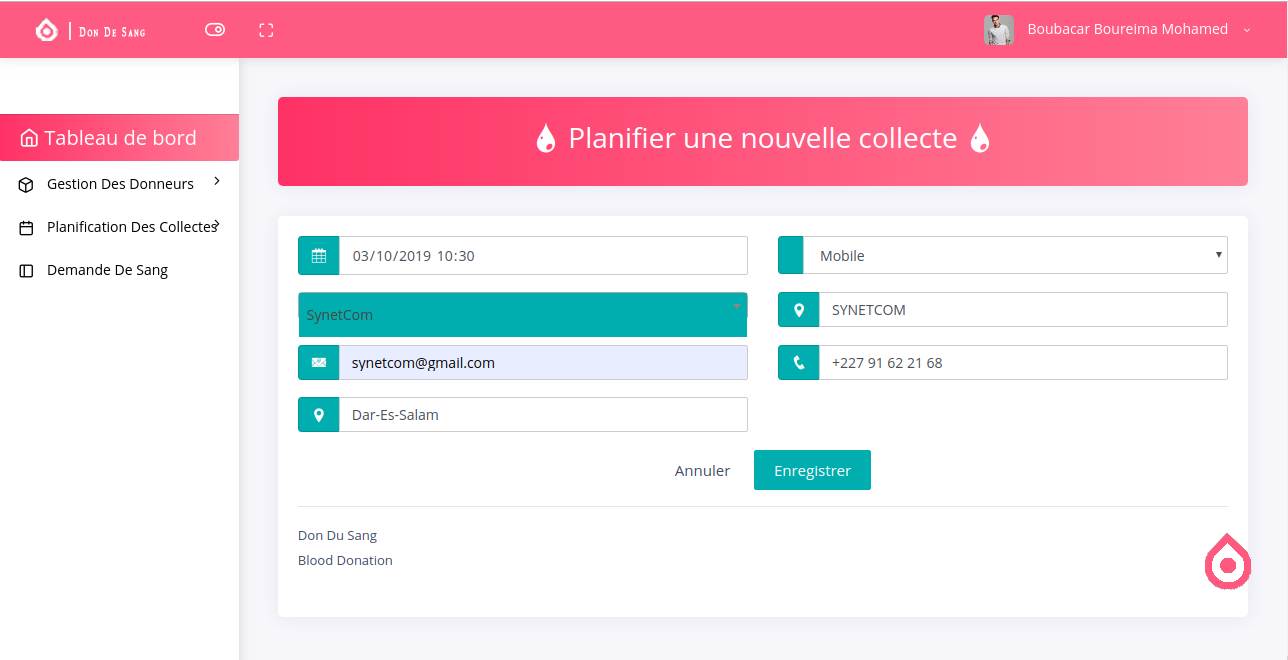 Don De Sang
Boubacar Boureima Mohamed
Tableau de bord
Gestion Des Donneurs
Planification Des Collectes
Demande De Sang
Planifier une nouvelle collecte
03/10/2019 10:30
Mobile
SynetCom
SYNETCOM
synetcom@gmail.com
+227 91 62 21 68
Dar-Es-Salam
Annuler
Enregistrer
Don Du Sang
Blood Donation